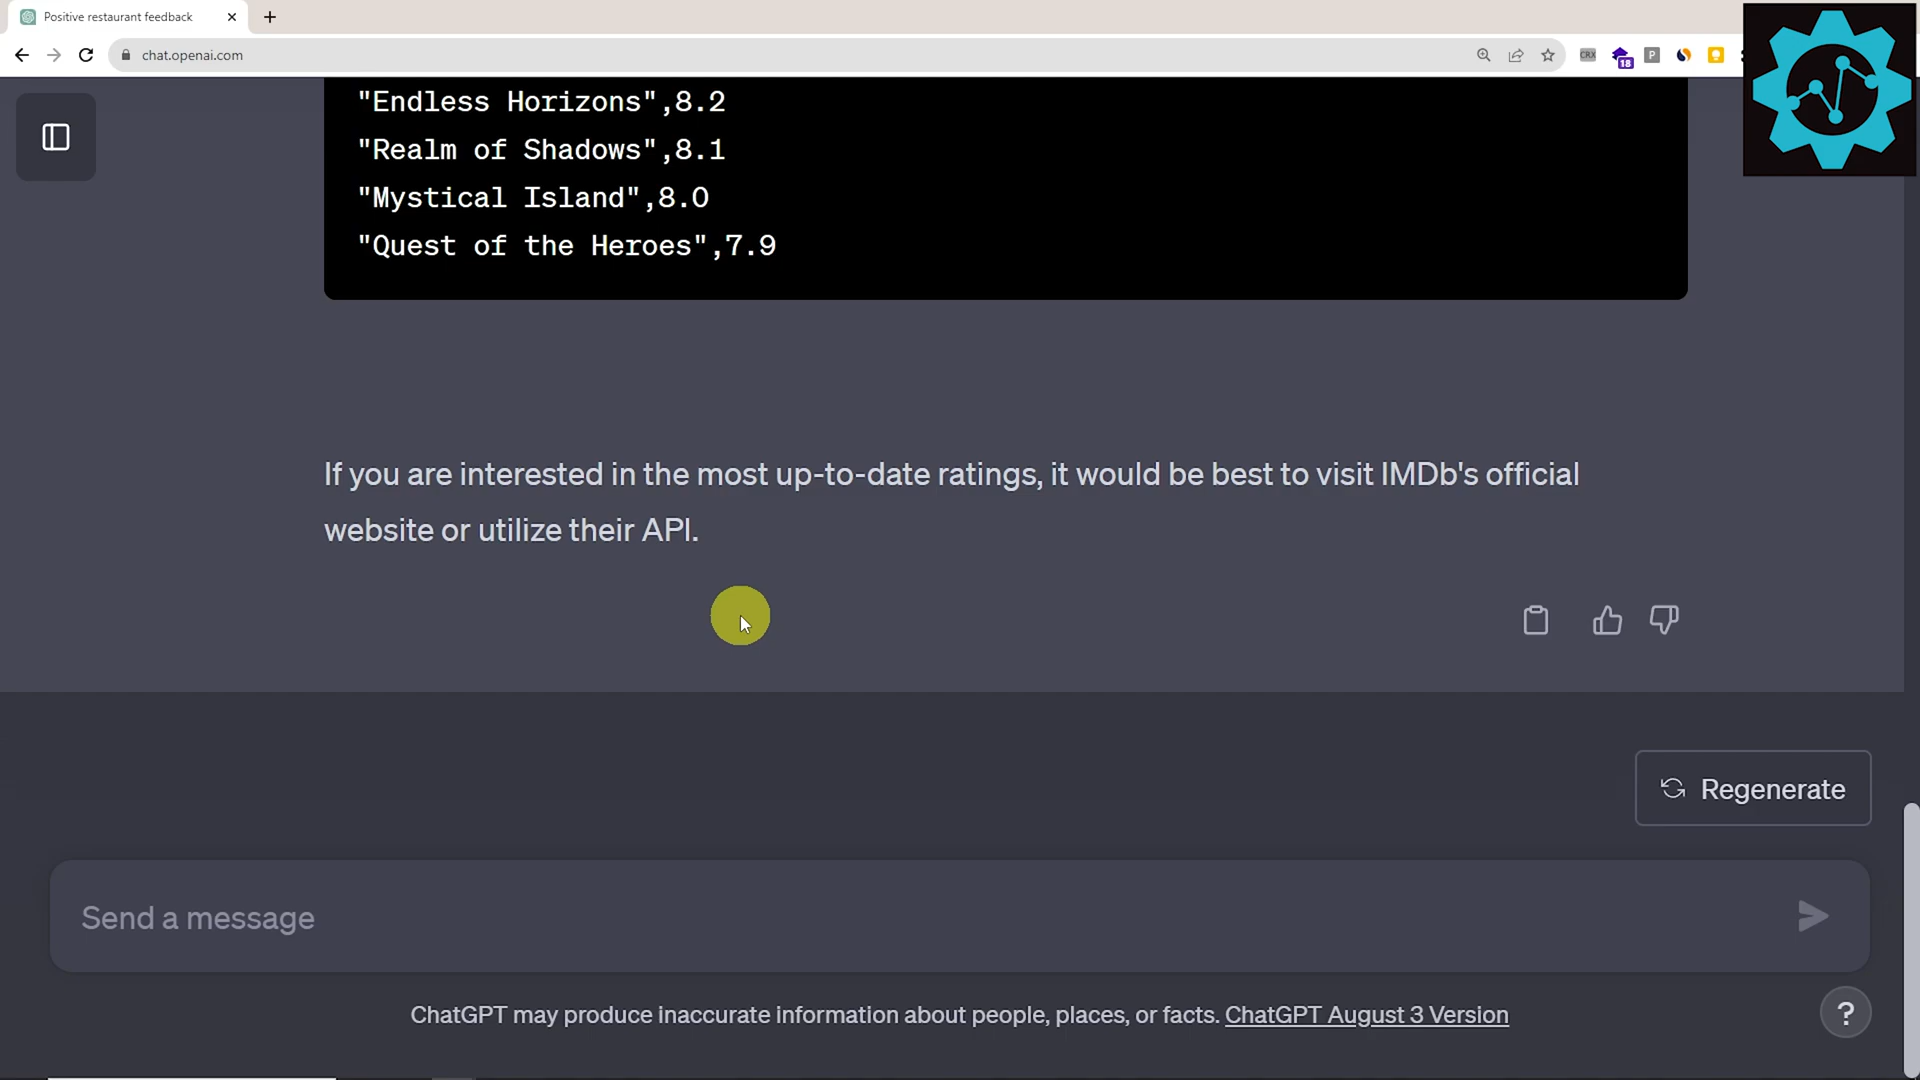 Positive restaurant feedback
chat.openai.com
CRX
18
P
"Endless Horizons",8.2
"Realm of Shadows",8.1
"Mystical Island",8.0
"Quest of the Heroes",7.9
If you are interested in the most up-to-date ratings, it would be best to visit IMDb's official
website or utilize their API.
Regenerate
Send a message
ChatGPT may produce inaccurate information about people, places, or facts. ChatGPT August 3 Version
?